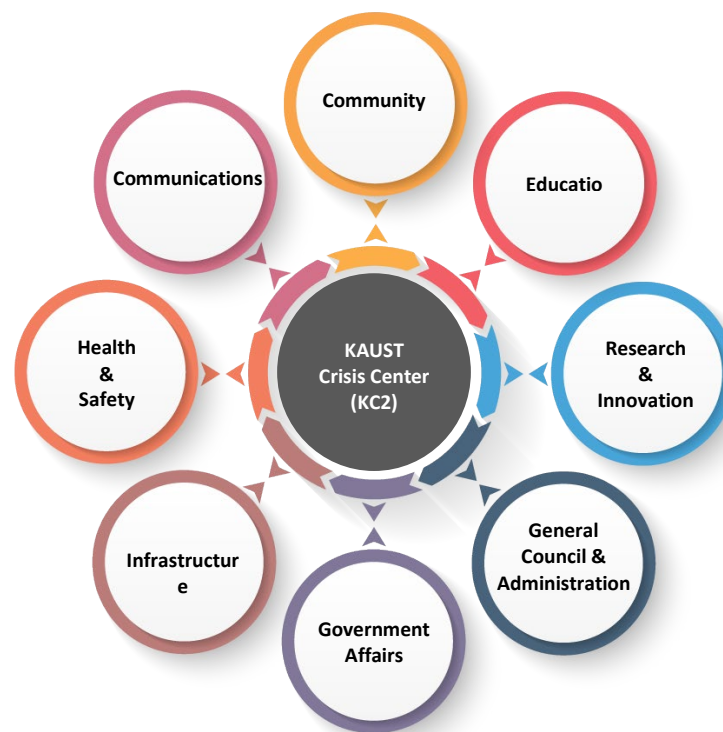 Community
Communications
Educatio
KAUST
Crisis Center
(KC2)
Health
&
Safety
Research
&
Innovation
Infrastructur
e
General
Council &
Administration
Government
Affairs